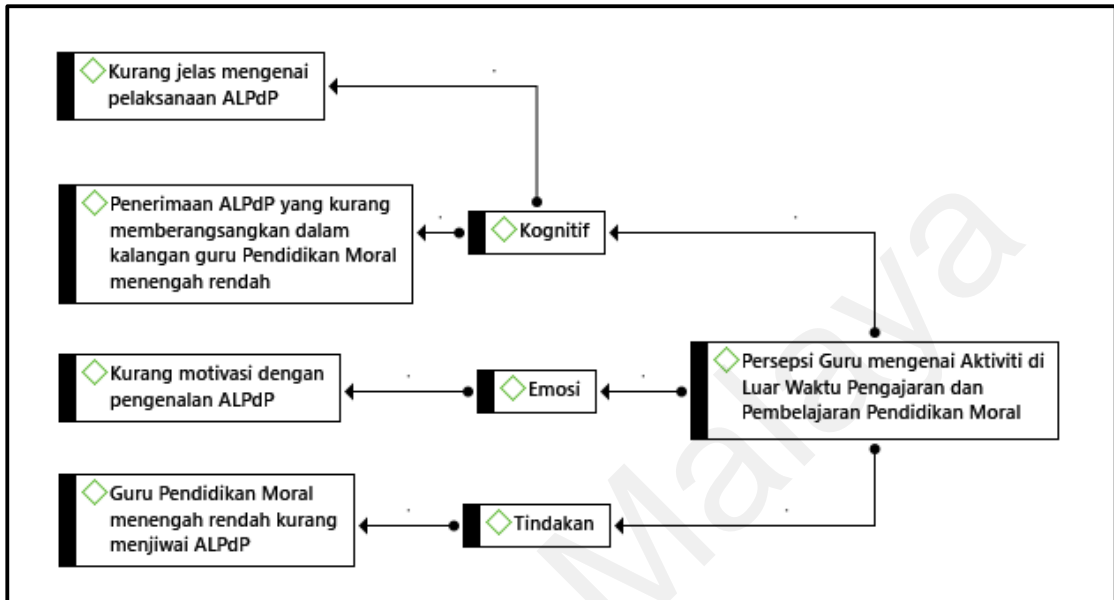 Kurang jelas mengenai
pelaksanaan ALPdP
Penerimaan ALPdP yang kurang
memberangsangkan dalam
kalangan guru Pendidikan Moral
menengah rendah
Kognitif
Kurang motivasi dengan
pengenalan ALPdP
Emosi
Persepsi Guru mengenai Aktiviti di
Luar Waktu Pengajaran dan
Pembelajaran Pendidikan Moral
Guru Pendidikan Moral
menengah rendah kurang
menjiwai ALPdP
Tindakan
Malaya